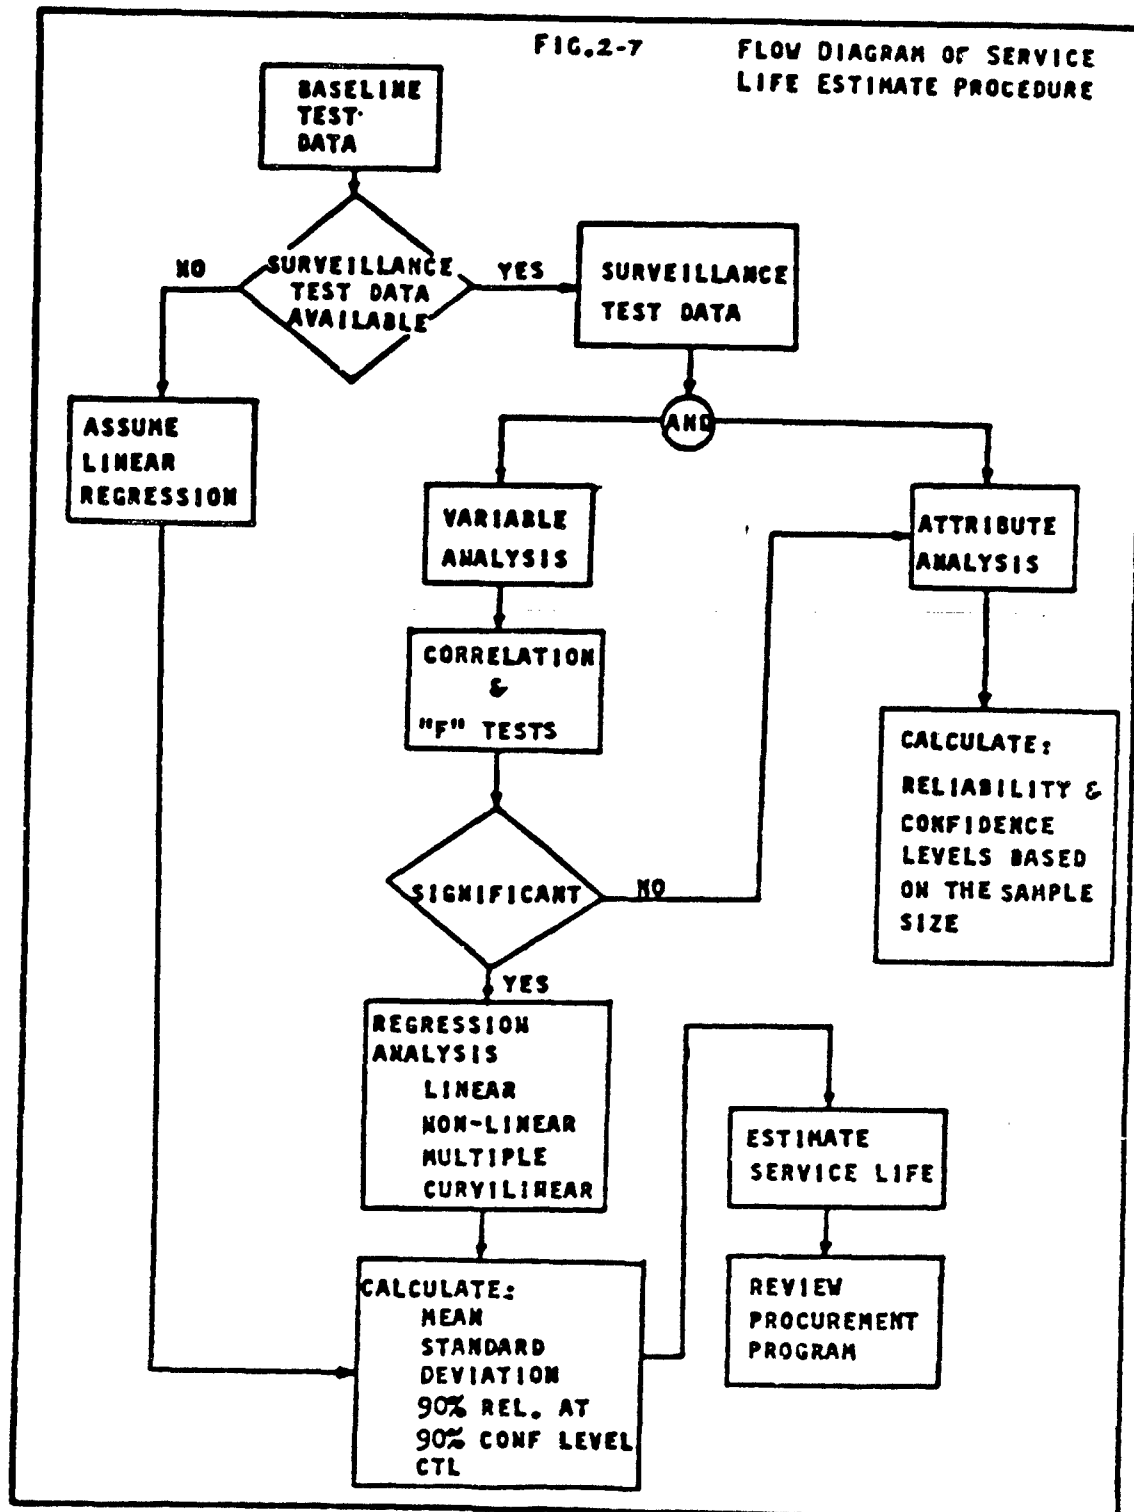 FIG.2-7
FLOW DIAGRAM OF SERVICE
LIFE ESTIMATE PROCEDURE
BASELINE
TEST
DATA
SURVEILLANCE
TEST DATA
AVAILABLE
NO
YES
SURVEILLANCE
TEST DATA
AND
ASSUME
LINEAR
REGRESSION
VARIABLE
ANALYSIS
ATTRIBUTE
ANALYSIS
CORRELATION
&
"F" TESTS
CALCULATE:
RELIABILITY &
CONFIDENCE
LEVELS BASED
ON THE SAMPLE
SIZE
SIGNIFICANT
NO
YES
REGRESSION
ANALYSIS
LINEAR
NON-LINEAR
MULTIPLE
CURVILINEAR
ESTIMATE
SERVICE LIFE
CALCULATE:
MEAN
STANDARD
DEVIATION
90% REL. AT
90% CONF LEVEL
CTL
REVIEW
PROCUREMENT
PROGRAM